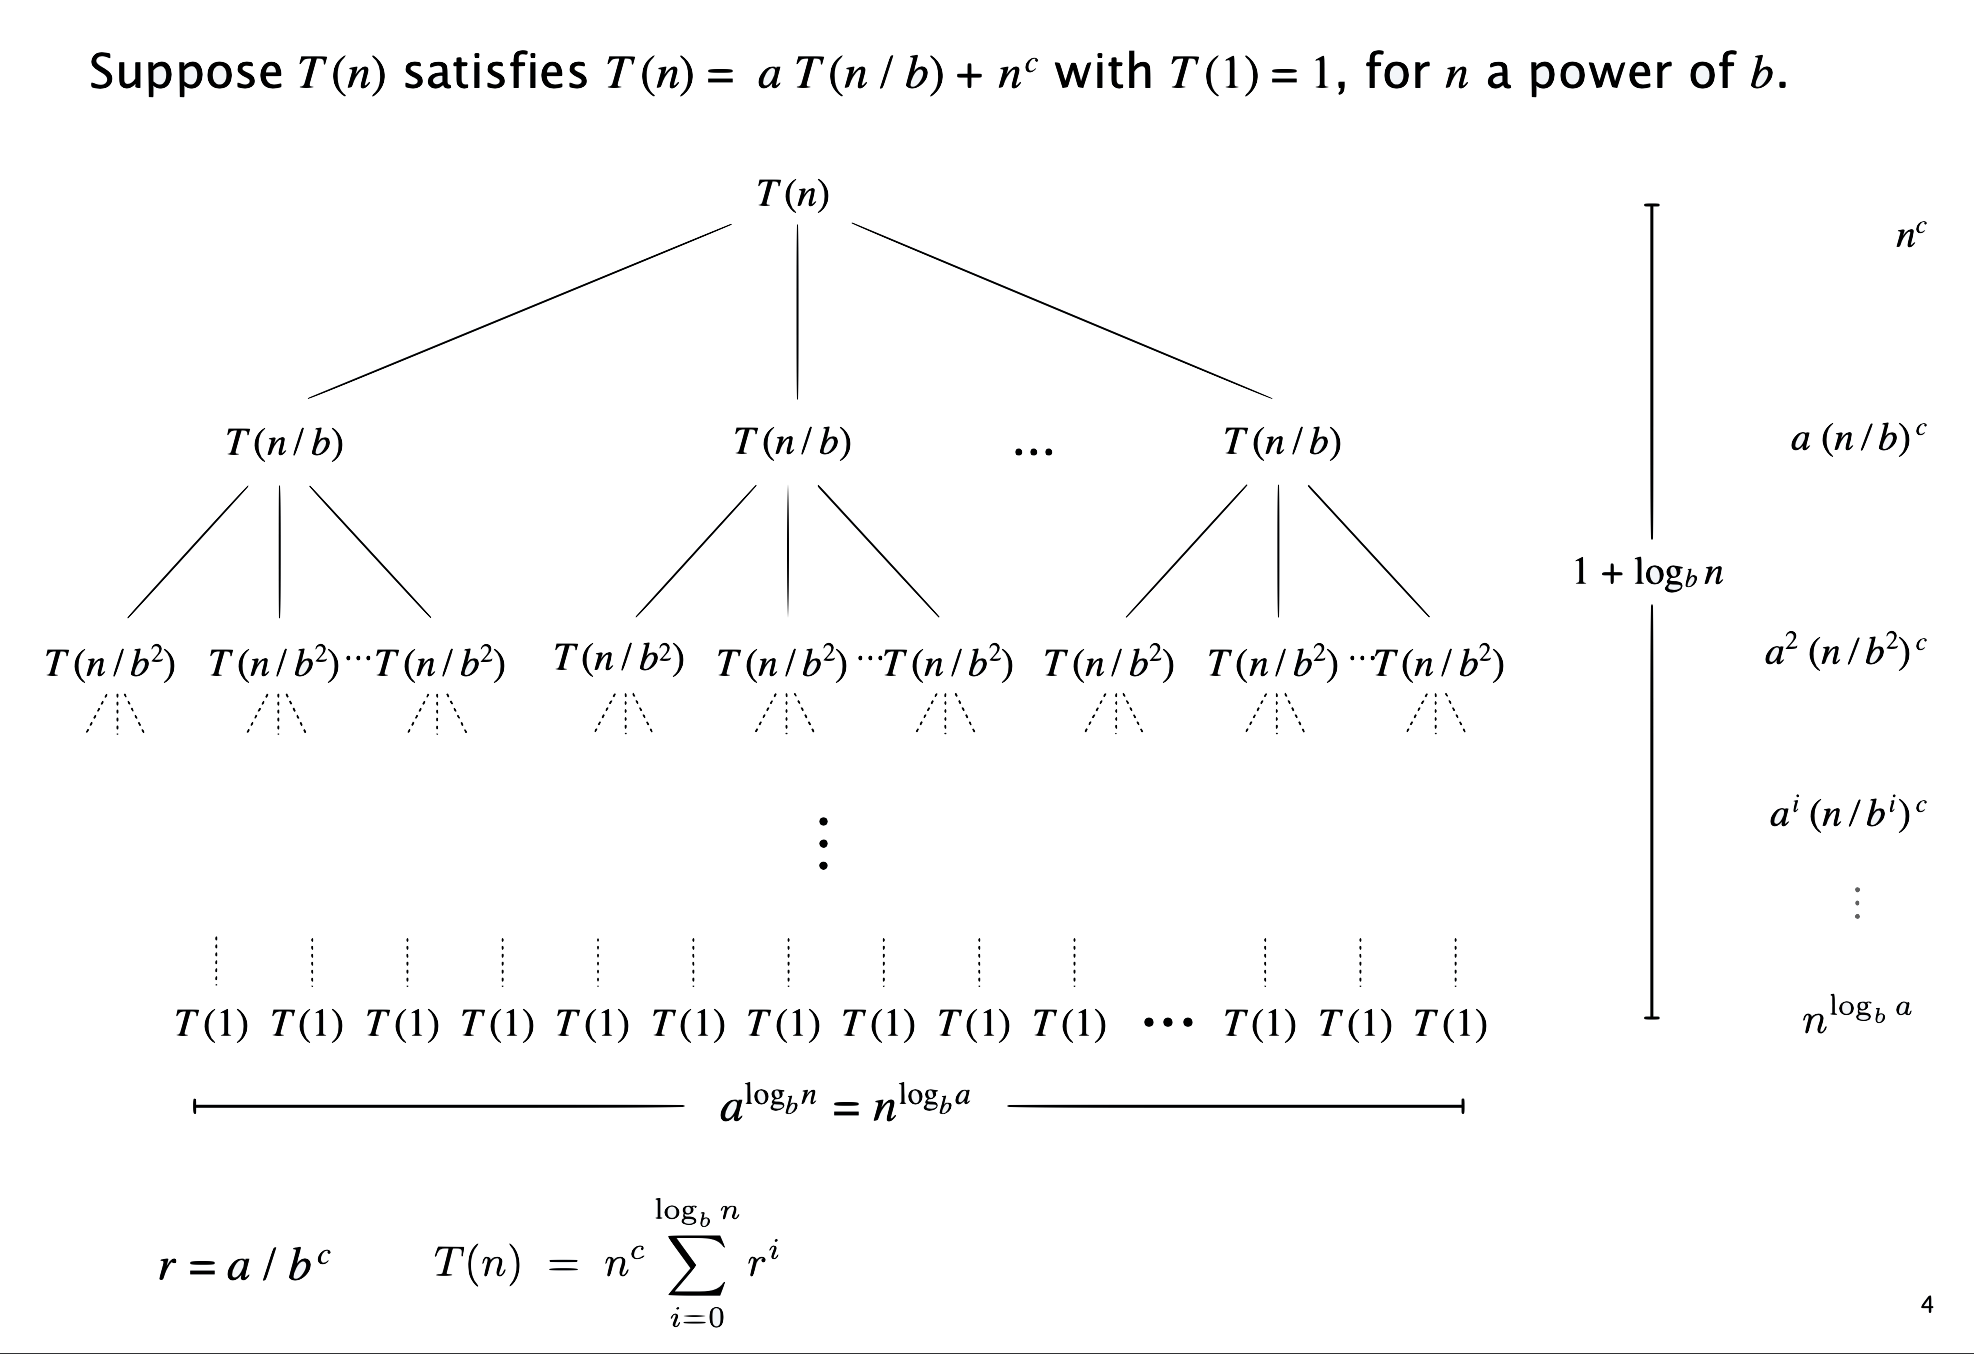 Suppose T(n) satisfies T(n) = a T(n / b) + n^c with T(1) = 1, for n a power of b.
T(n)
n^c
T(n / b) T(n / b) ... T(n / b)
a (n / b)^c
1 + log_b n
T(n / b^2) T(n / b^2) ... T(n / b^2) T(n / b^2) T(n / b^2) ... T(n / b^2) T(n / b^2) T(n / b^2) ... T(n / b^2)
a^2 (n / b^2)^c
a^i (n / b^i)^c
⋮
⋮
T(1) T(1) T(1) T(1) T(1) T(1) T(1) T(1) T(1) T(1) ... T(1) T(1) T(1)
n^{log_b a}
a^{log_b n} = n^{log_b a}
r = a / b^c
T(n) = n^c \sum_{i=0}^{log_b n} r^i
4